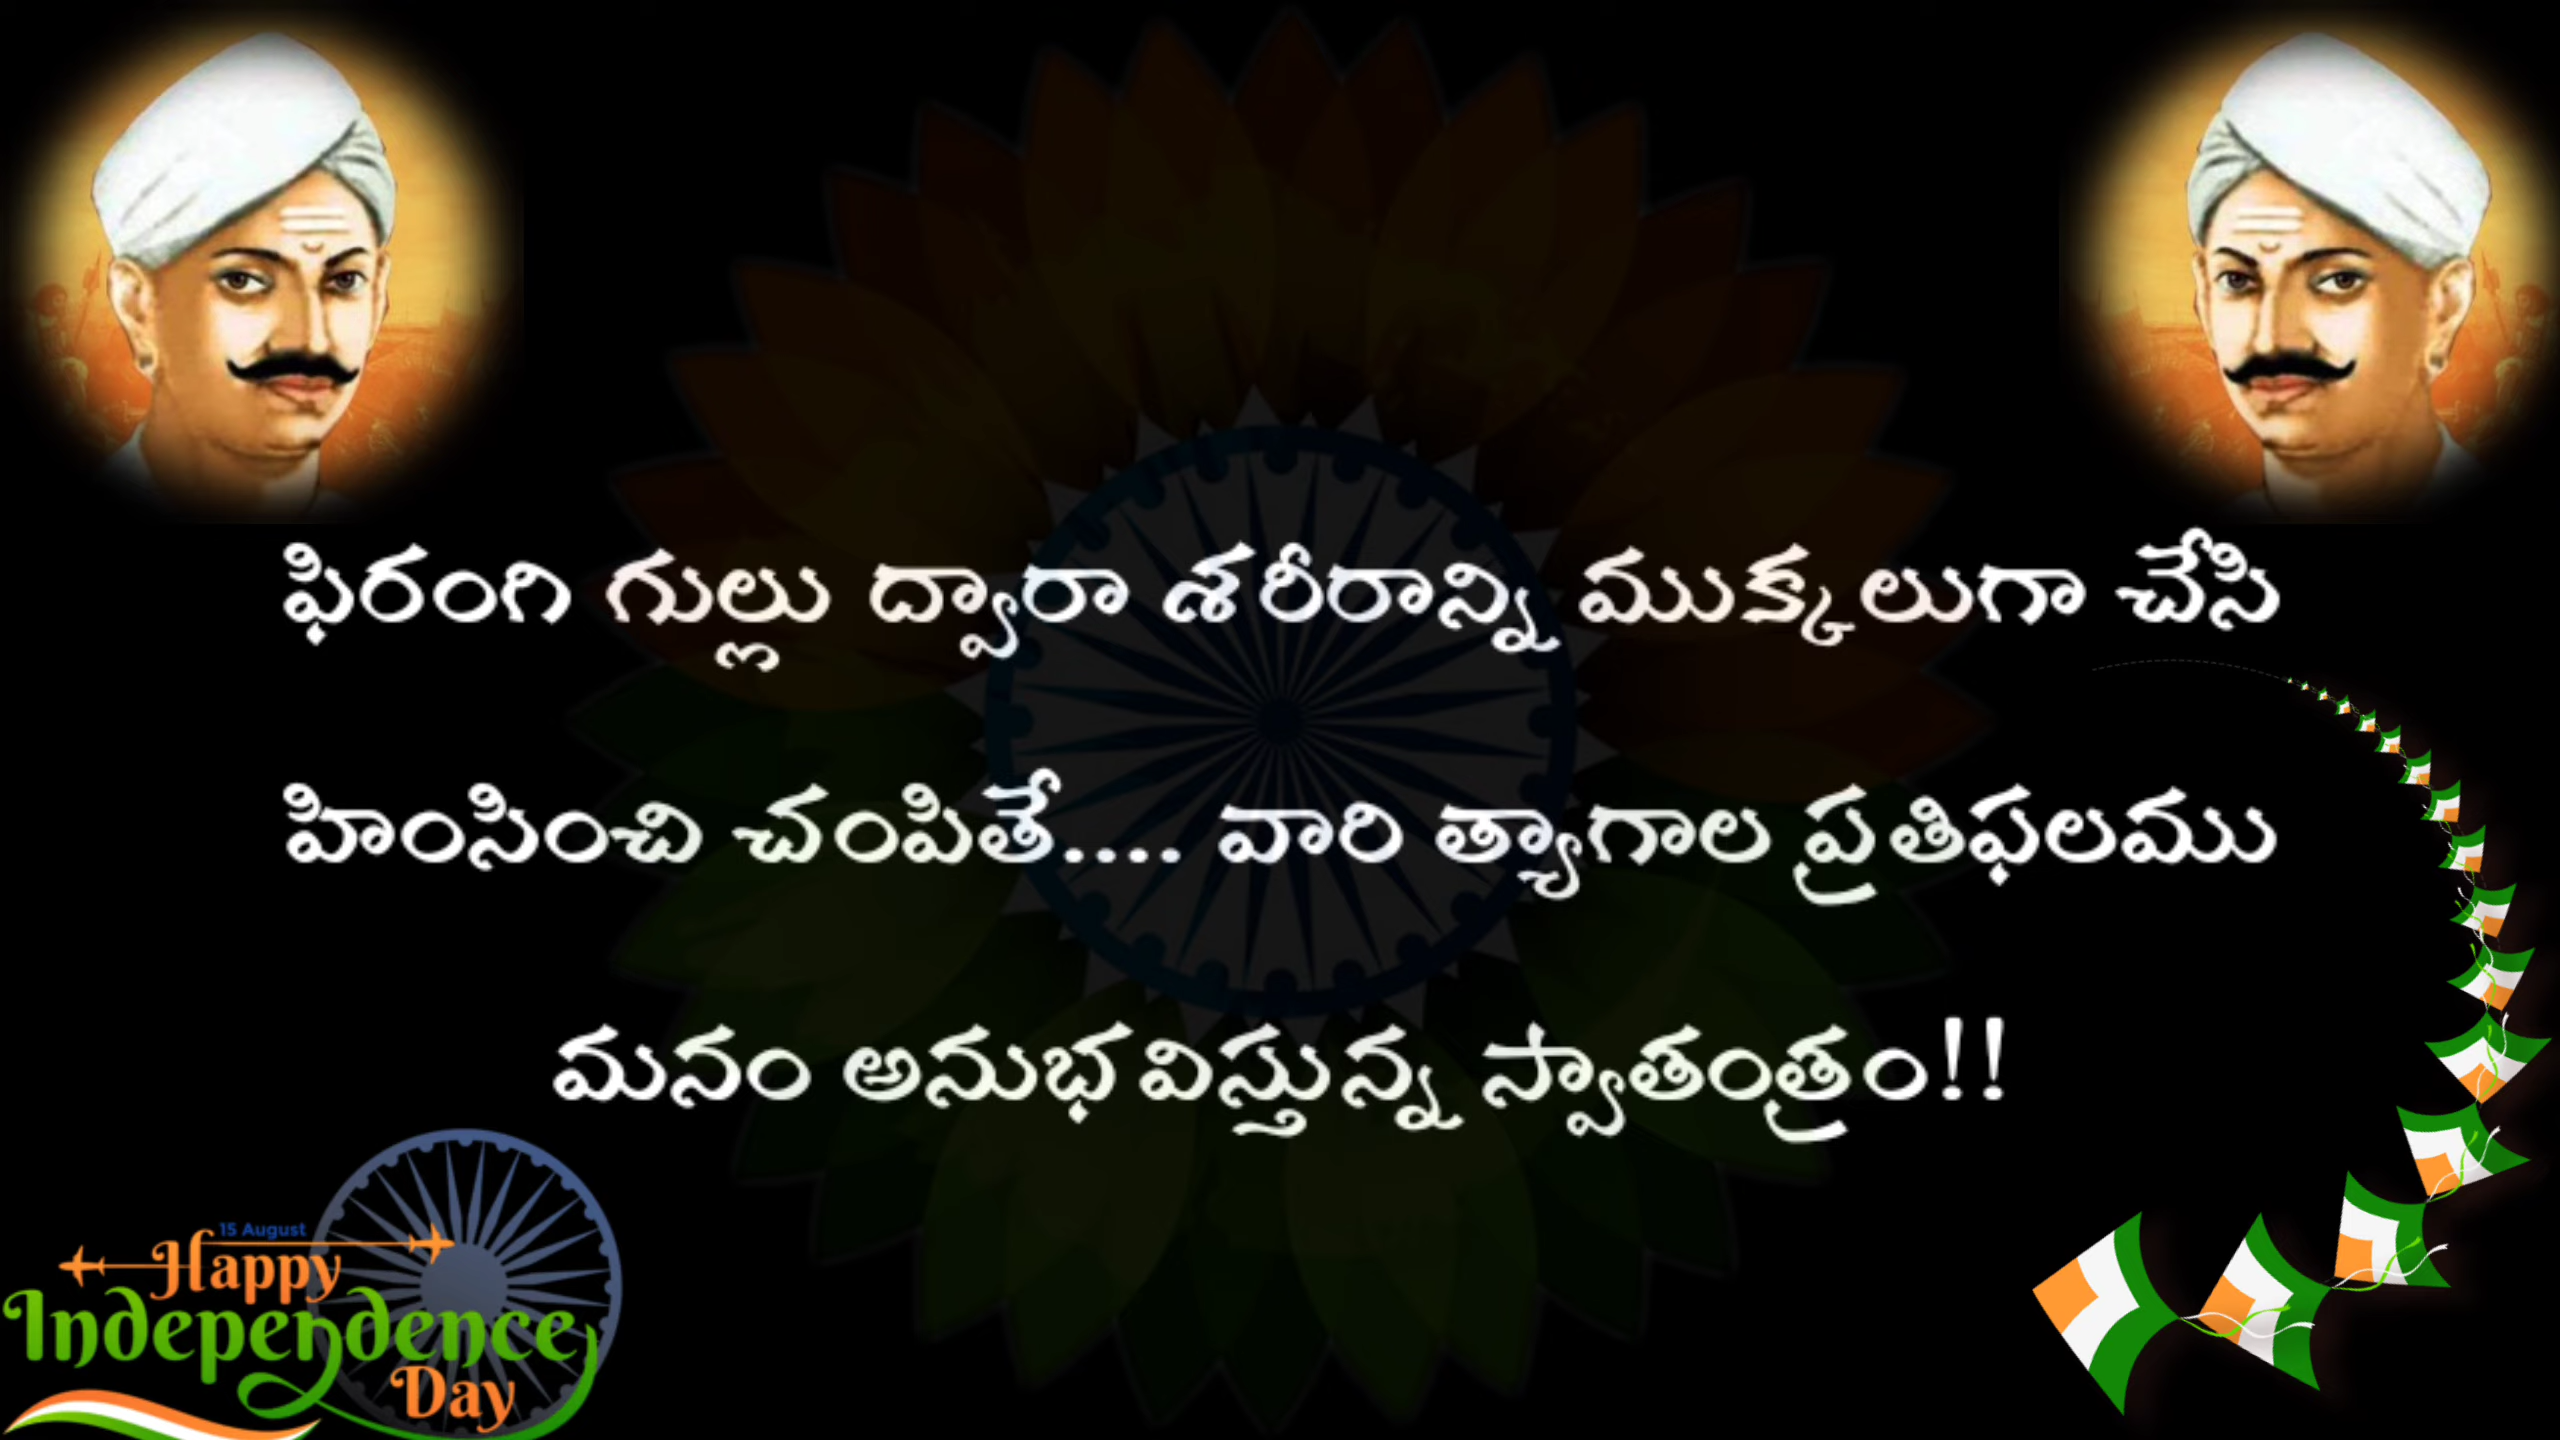 ఫిరంగి గుల్లు ద్వారా శరీరాన్ని ముక్కలుగా చేసి
హింసించి చంపితే.... వారి త్యాగాల ప్రతిఫలము
మనం అనుభవిస్తున్న స్వాతంత్రం!!
15 August
Happy
Independence
Day